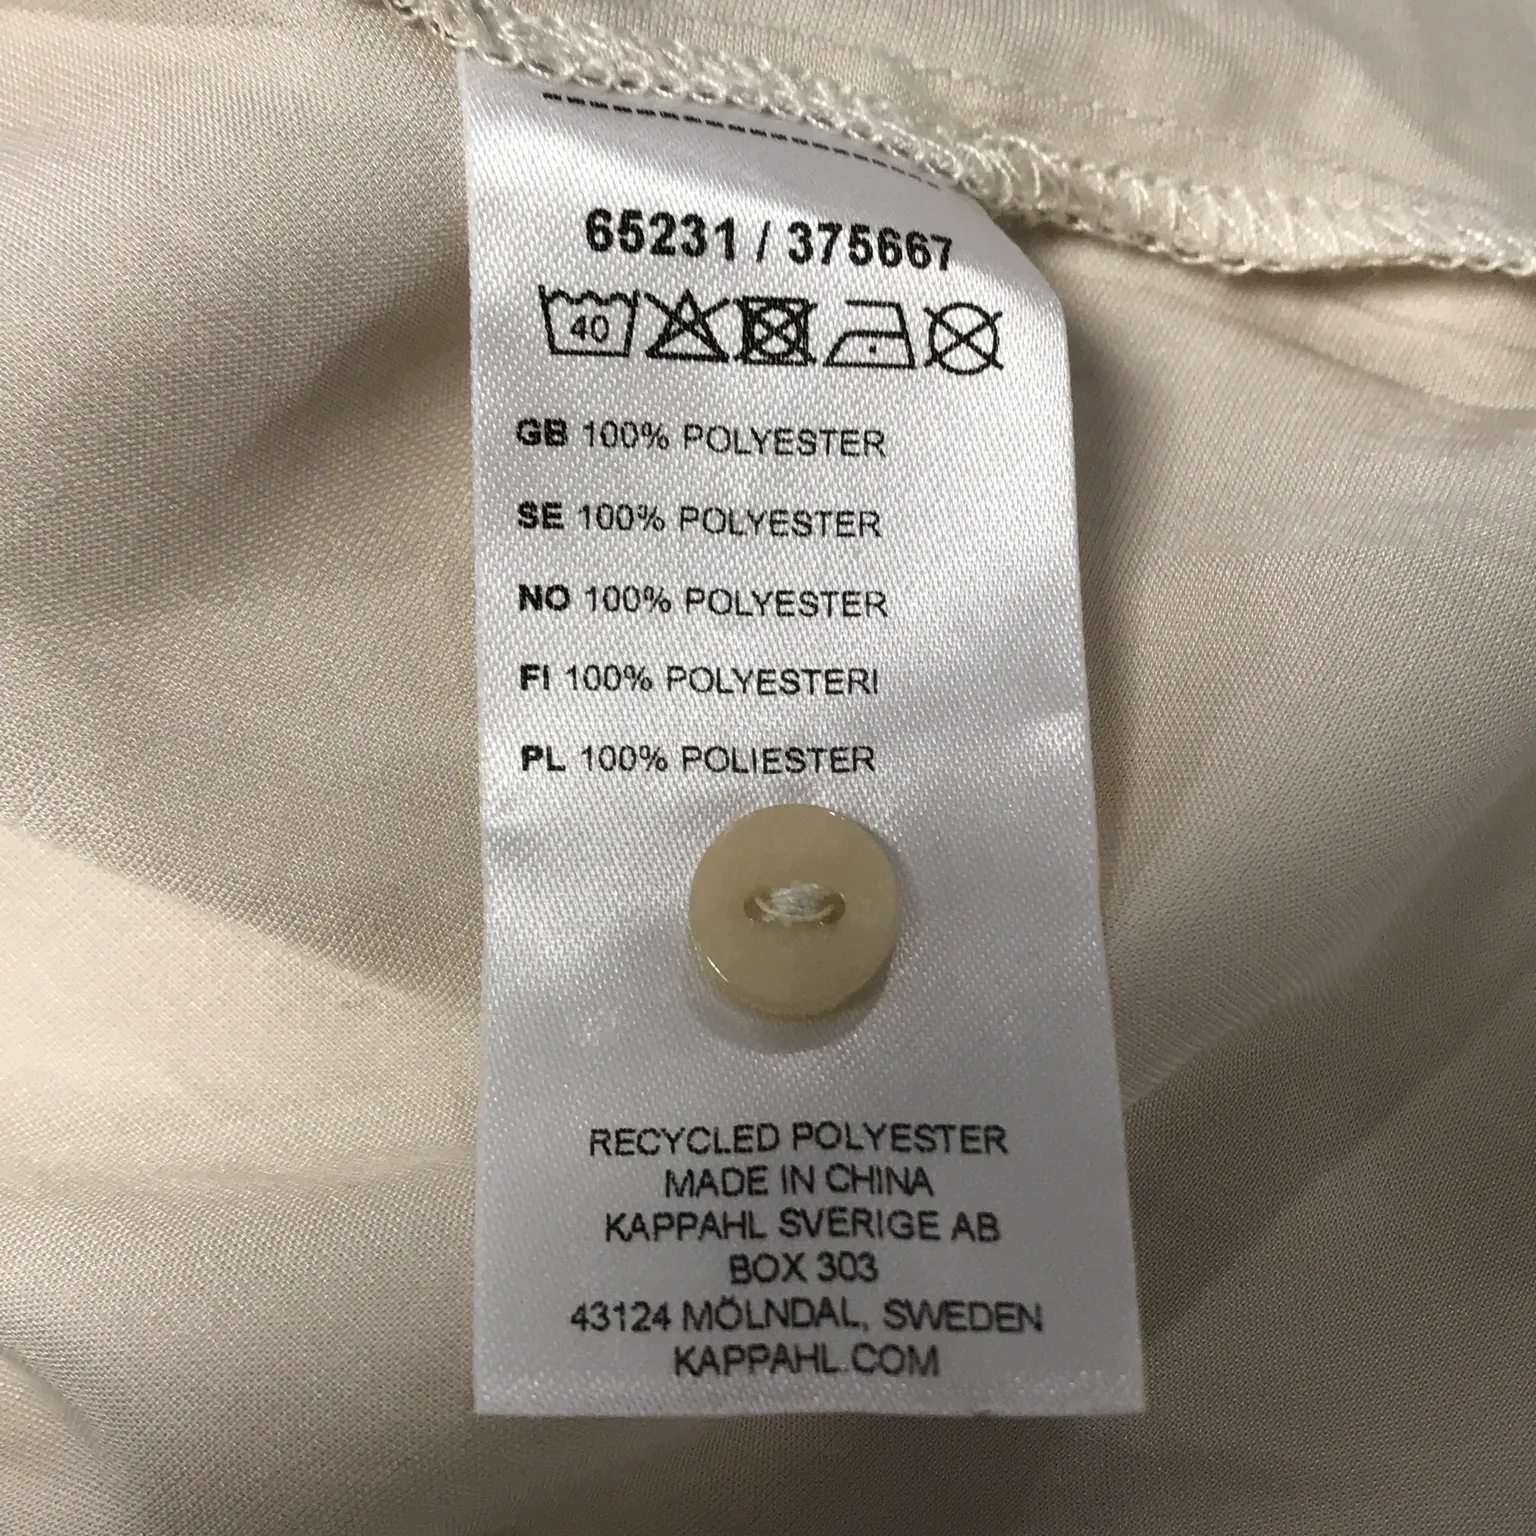 65231 / 375667
40
GB 100% POLYESTER
SE 100% POLYESTER
NO 100% POLYESTER
FI 100% POLYESTERI
PL 100% POLIESTER
RECYCLED POLYESTER
MADE IN CHINA
KAPPAHL SVERIGE AB
BOX 303
43124 MÖLNDAL, SWEDEN
KAPPAHL.COM